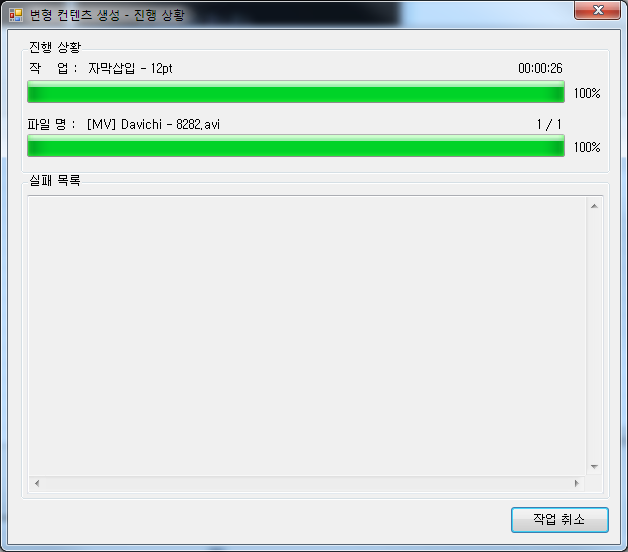 변형 컨텐츠 생성 - 진행 상황
진행 상황
작 업 : 자막삽입 - 12pt 00:00:26
100%
파일 명 : [MV] Davichi - 8282.avi 1 / 1
100%
실패 목록
작업 취소